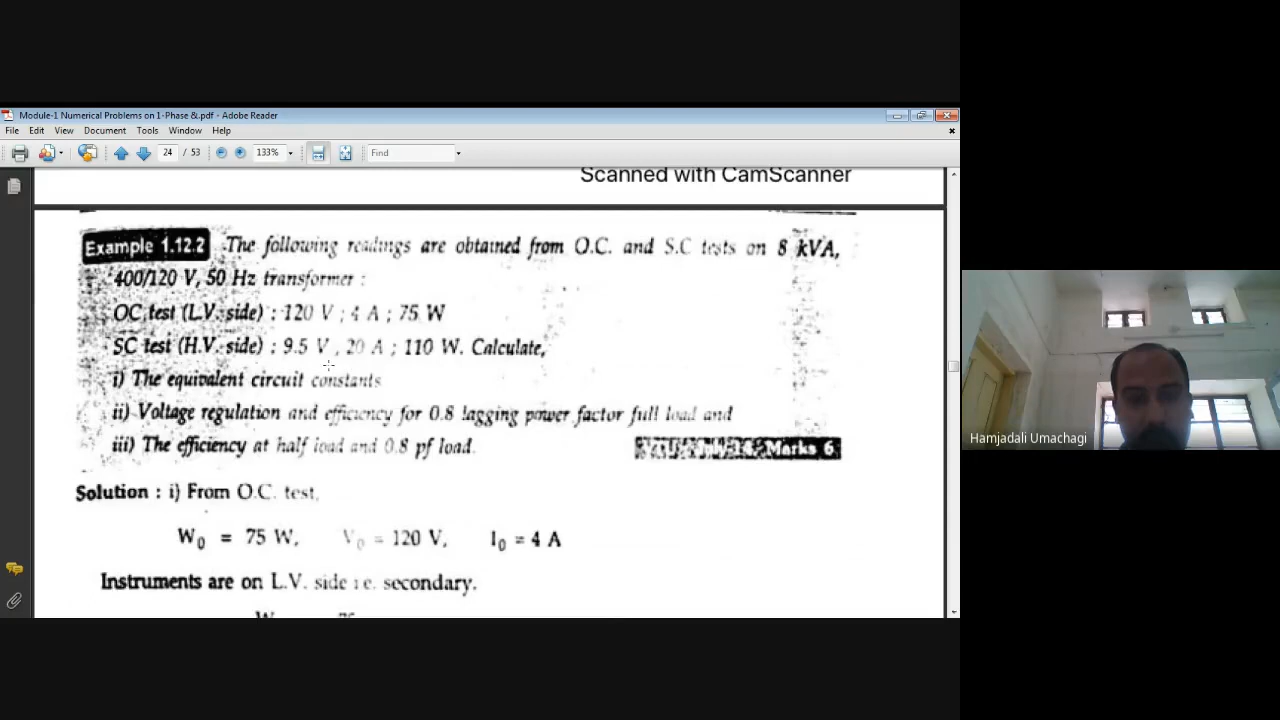 Module-1 Numerical Problems on 1-Phase &.pdf - Adobe Reader
File Edit View Document Tools Window Help
24 / 53 133% Find
Scanned with CamScanner
Example 1.12.2 The following readings are obtained from O.C. and S.C tests on 8 kVA,
400/120 V, 50 Hz transformer :
OC test (L.V. side) : 120 V ; 4 A ; 75 W
SC test (H.V. side) : 9.5 V , 20 A ; 110 W. Calculate,
i) The equivalent circuit constants
ii) Voltage regulation and efficiency for 0.8 lagging power factor full load and
iii) The efficiency at half load and 0.8 pf load.
Marks 6
Solution : i) From O.C. test,
W₀ = 75 W, V₀ = 120 V, I₀ = 4 A
Instruments are on L.V. side i.e. secondary.
Hamjadali Umachagi